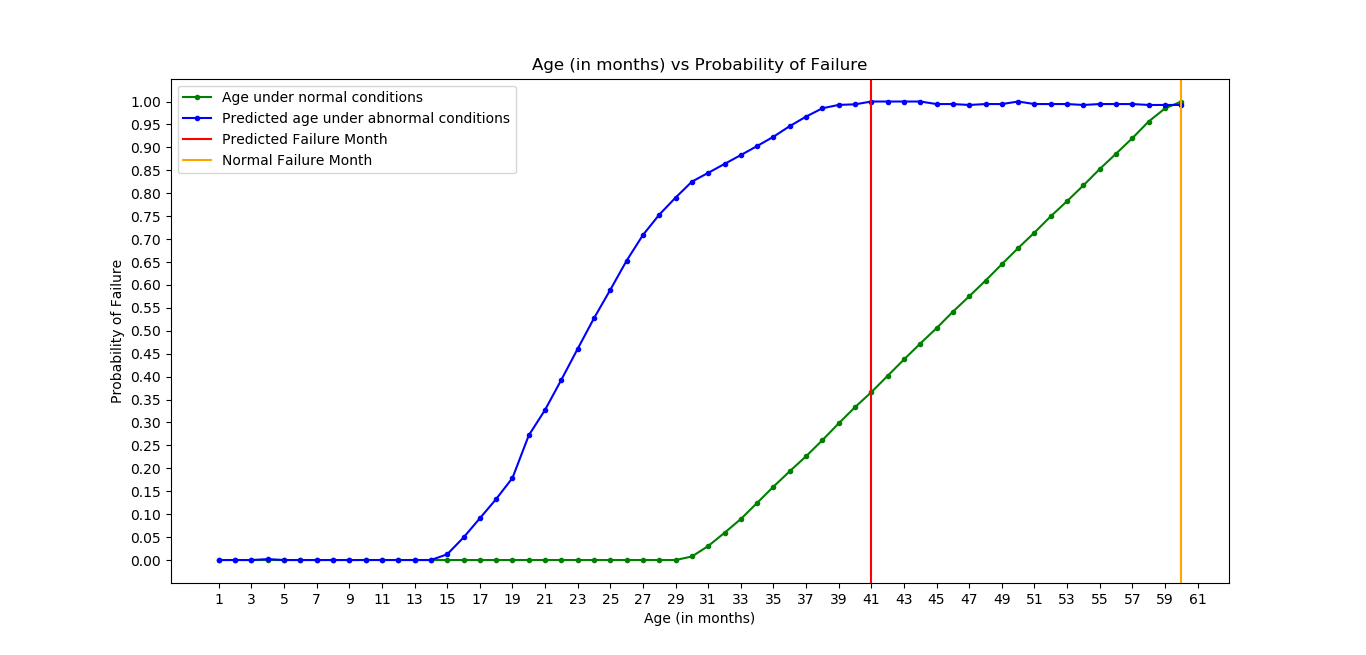 Age (in months) vs Probability of Failure
Age under normal conditions
Predicted age under abnormal conditions
Predicted Failure Month
Normal Failure Month
1.00
0.95
0.90
0.85
0.80
0.75
0.70
0.65
0.60
0.55
0.50
0.45
0.40
0.35
0.30
0.25
0.20
0.15
0.10
0.05
0.00
Probability of Failure
1 3 5 7 9 11 13 15 17 19 21 23 25 27 29 31 33 35 37 39 41 43 45 47 49 51 53 55 57 59 61
Age (in months)